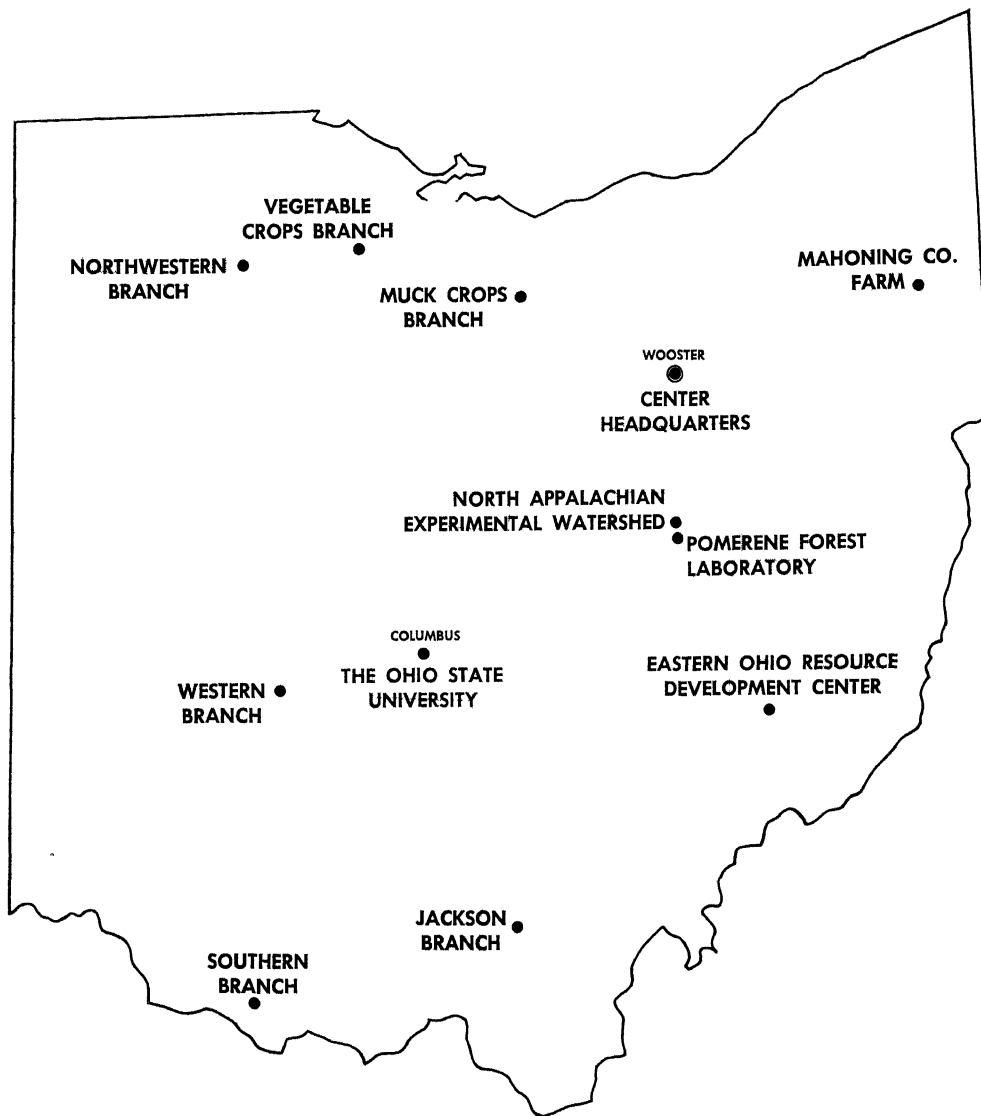 VEGETABLE
CROPS BRANCH
NORTHWESTERN
BRANCH
MUCK CROPS
BRANCH
MAHONING CO.
FARM
WOOSTER
CENTER
HEADQUARTERS
NORTH APPALACHIAN
EXPERIMENTAL WATERSHED
POMERENE FOREST
LABORATORY
COLUMBUS
THE OHIO STATE
UNIVERSITY
EASTERN OHIO RESOURCE
DEVELOPMENT CENTER
WESTERN
BRANCH
JACKSON
BRANCH
SOUTHERN
BRANCH